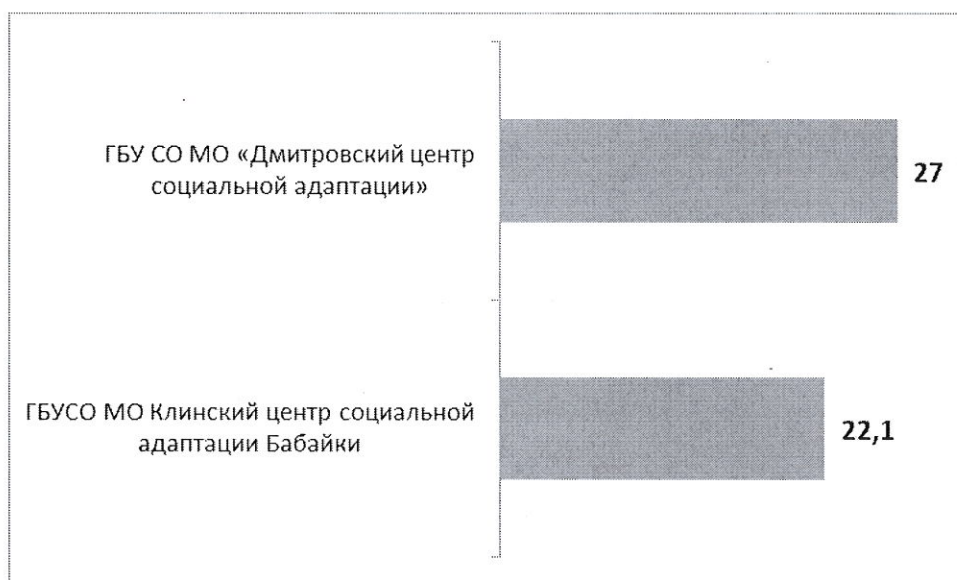 ГБУ СО МО «Дмитровский центр
социальной адаптации»
27
ГБУСО МО Клинский центр социальной
адаптации Бабайки
22,1